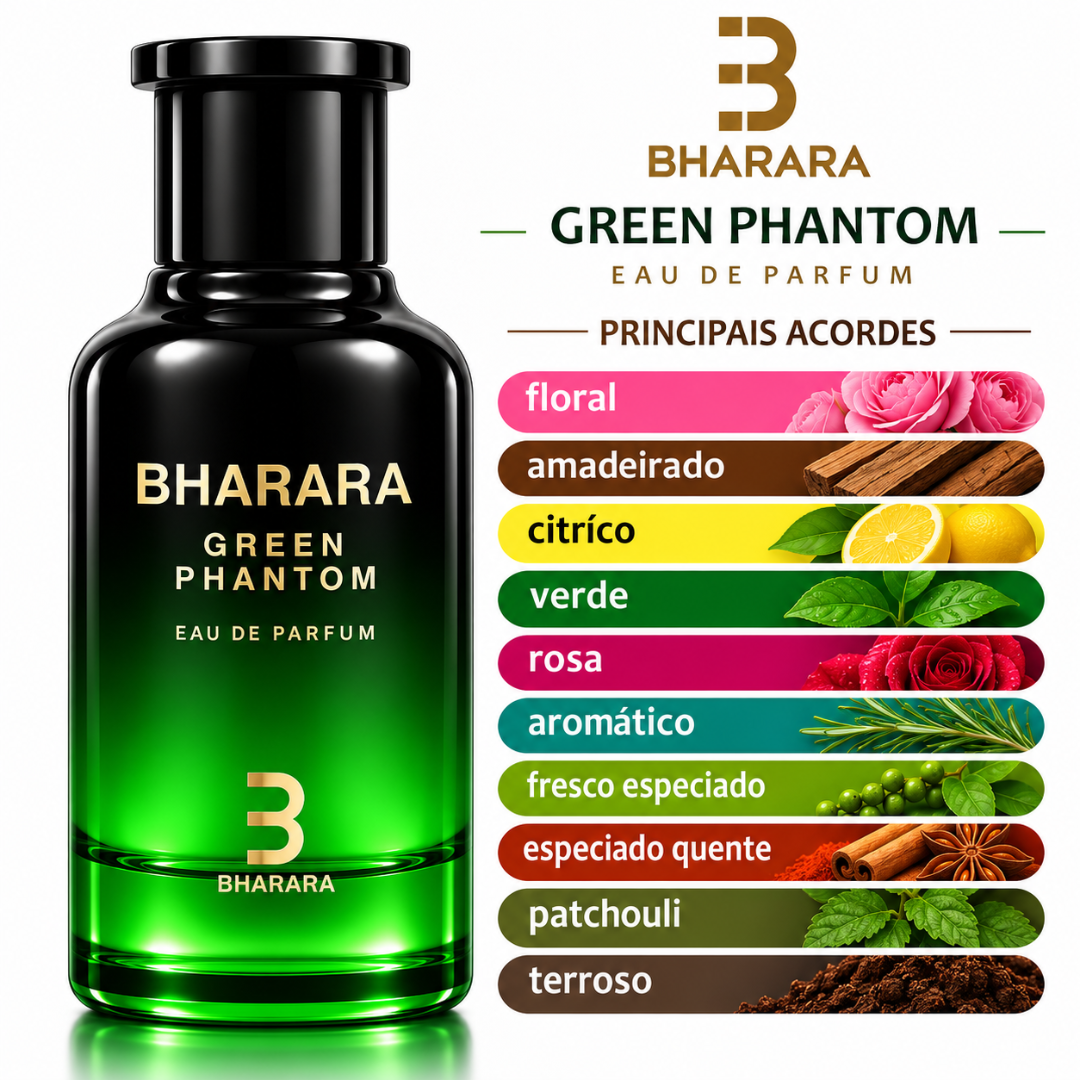 BHARARA
GREEN
PHANTOM
EAU DE PARFUM
B
BHARARA
B
BHARARA
GREEN PHANTOM
EAU DE PARFUM
PRINCIPAIS ACORDES
floral
amadeirado
citríco
verde
rosa
aromático
fresco especiado
especiado quente
patchouli
terroso